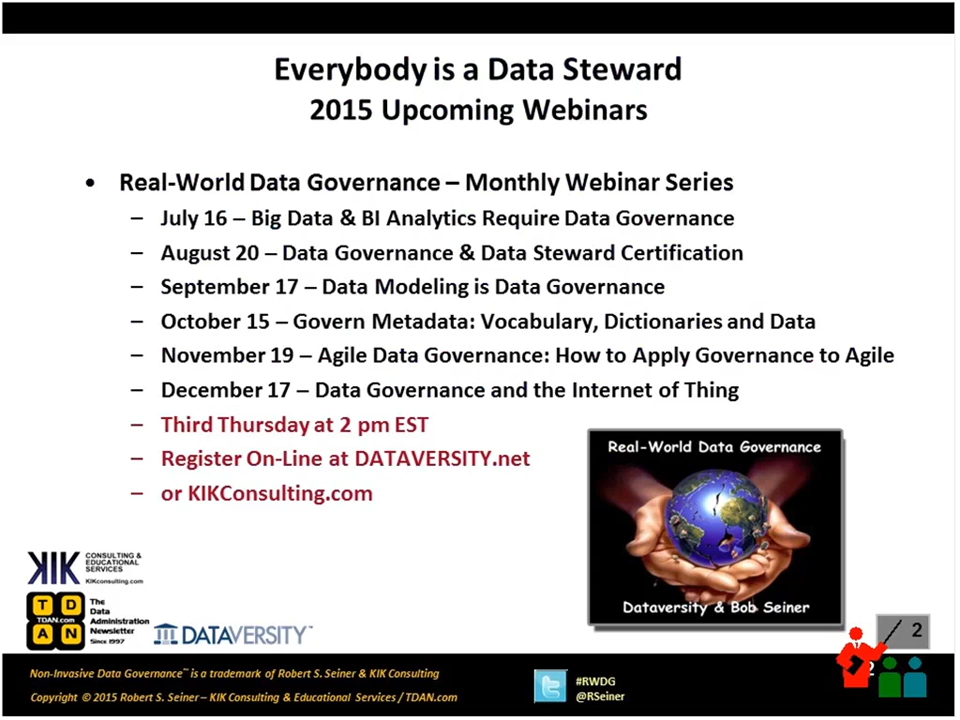 Everybody is a Data Steward
2015 Upcoming Webinars
• Real-World Data Governance – Monthly Webinar Series
– July 16 – Big Data & BI Analytics Require Data Governance
– August 20 – Data Governance & Data Steward Certification
– September 17 – Data Modeling is Data Governance
– October 15 – Govern Metadata: Vocabulary, Dictionaries and Data
– November 19 – Agile Data Governance: How to Apply Governance to Agile
– December 17 – Data Governance and the Internet of Thing
– Third Thursday at 2 pm EST
– Register On-Line at DATAVERSITY.net
– or KIKConsulting.com
Real-World Data Governance
Dataversity & Bob Seiner
KIK
CONSULTING &
EDUCATIONAL
SERVICES
KIKconsulting.com
T D
TDAN.com
A N
The
Data
Administration
Newsletter
Since 1997
DATAVERSITY™
2
2
Non-Invasive Data Governance™ is a trademark of Robert S. Seiner & KIK Consulting
Copyright © 2015 Robert S. Seiner – KIK Consulting & Educational Services / TDAN.com
#RWDG
@RSeiner